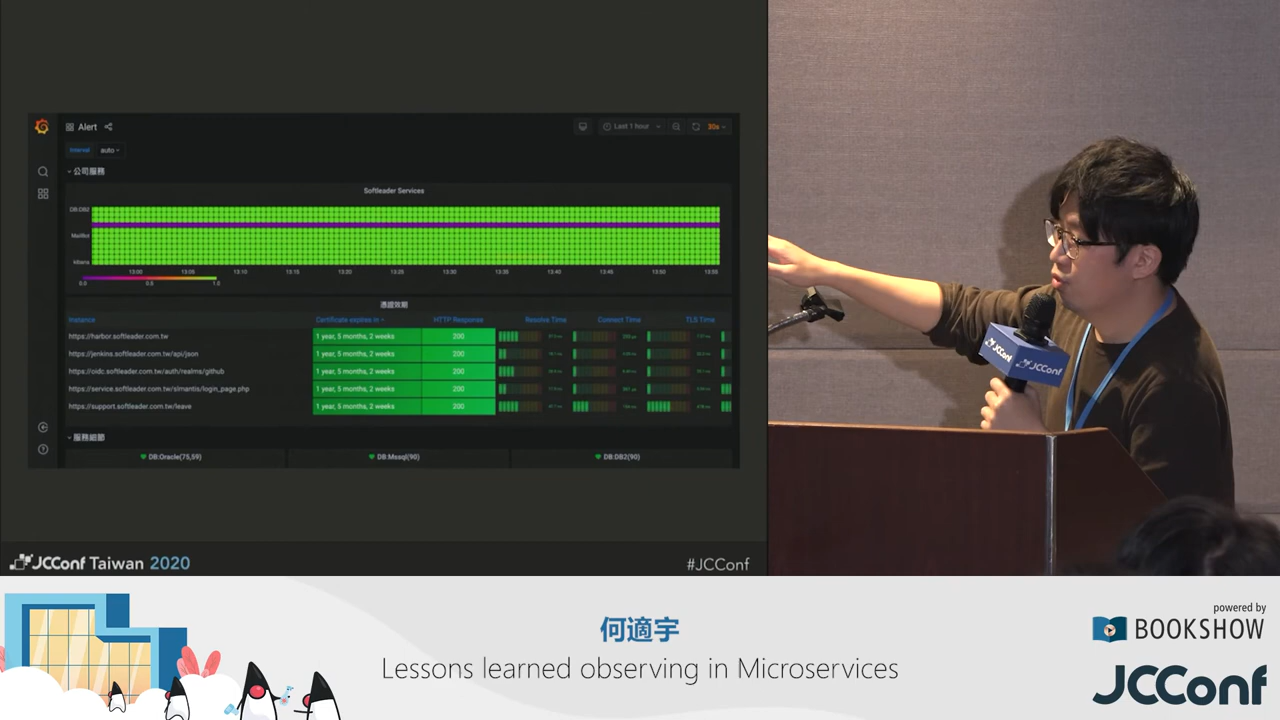 Alert
Last 1 hour
30s
Interval auto
公司服務
Softleader Services
DB:DB2
MailBot
kibana
13:00 13:05 13:10 13:15 13:20 13:25 13:30 13:35 13:40 13:45 13:50 13:55
0.0 0.5 1.0
憑證效期
Instance Certificate expires in HTTP Response Resolve Time Connect Time TLS Time
https://harbor.softleader.com.tw 1 year, 5 months, 2 weeks 200
https://jenkins.softleader.com.tw/api/json 1 year, 5 months, 2 weeks 200
https://oidc.softleader.com.tw/auth/realms/github 1 year, 5 months, 2 weeks 200
https://service.softleader.com.tw/simantis/login_page.php 1 year, 5 months, 2 weeks 200
https://support.softleader.com.tw/leave 1 year, 5 months, 2 weeks 200
服務細節
DB:Oracle(75,59) DB:Mssql(90) DB:DB2(90)
JCConf Taiwan 2020
#JCConf
JCConf
JCConf
何適宇
Lessons learned observing in Microservices
powered by
BOOKSHOW
JCConf